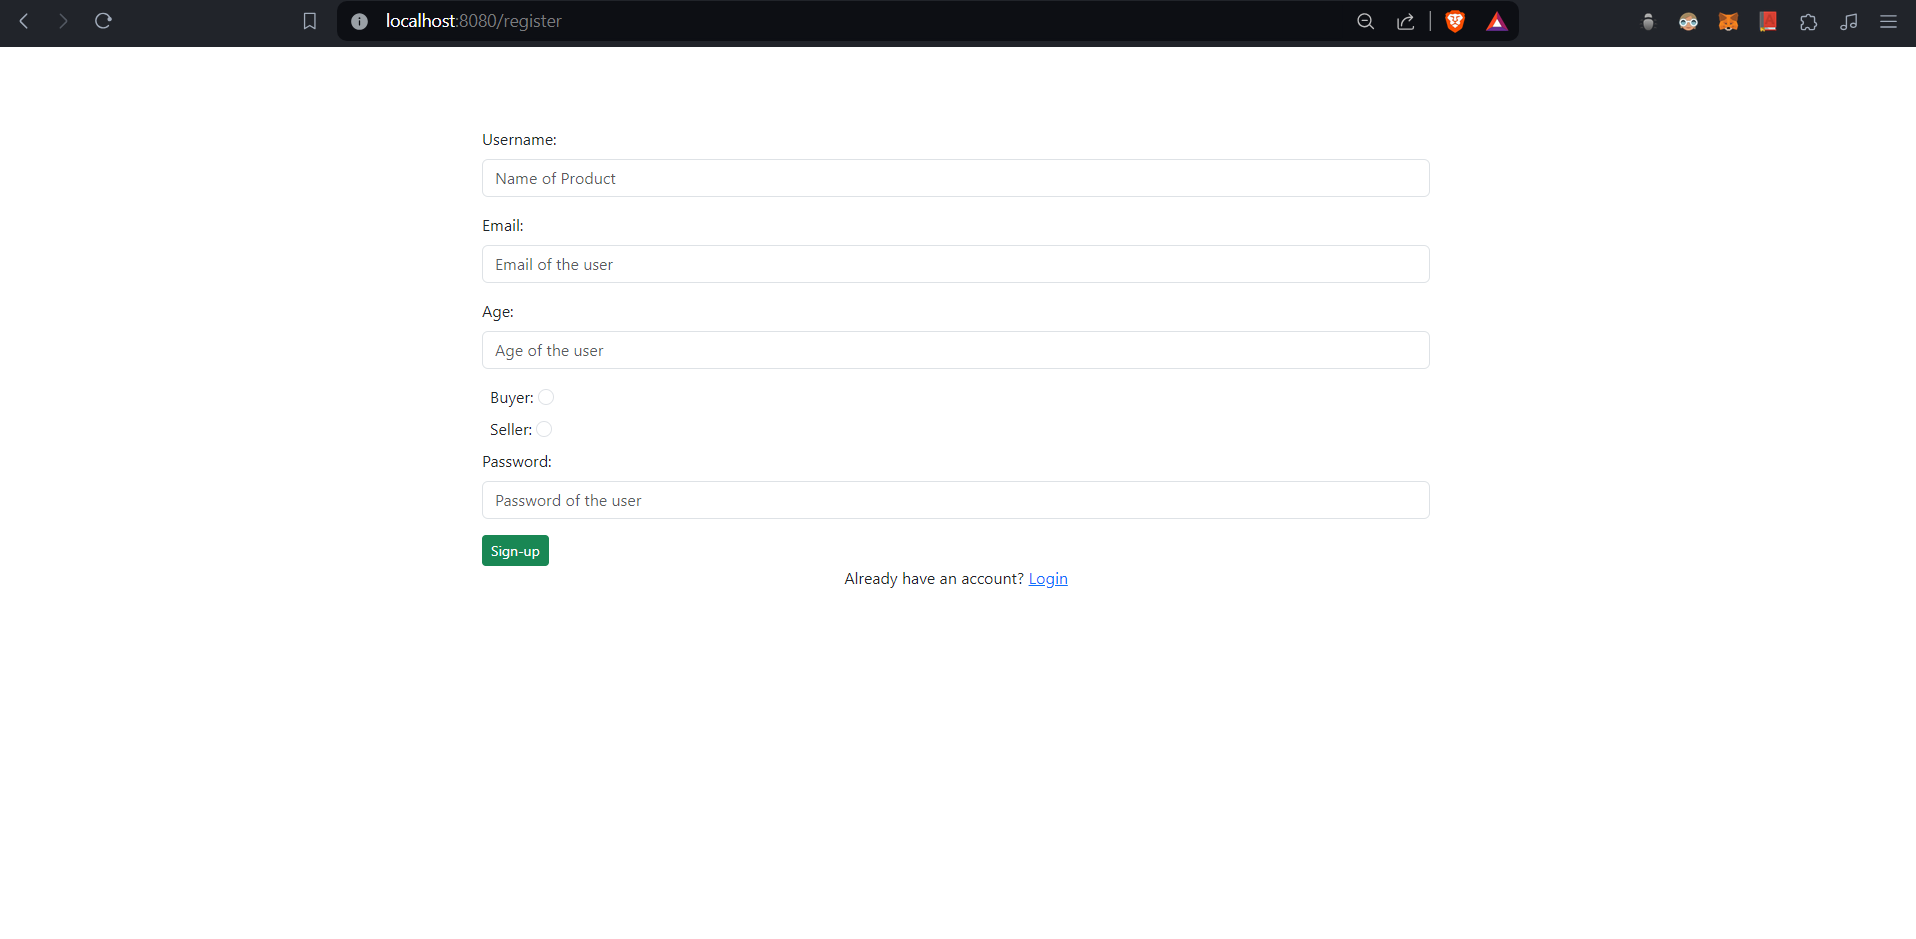 localhost:8080/register
Username:
Name of Product
Email:
Email of the user
Age:
Age of the user
Buyer:
Seller:
Password:
Password of the user
Sign-up
Already have an account? Login